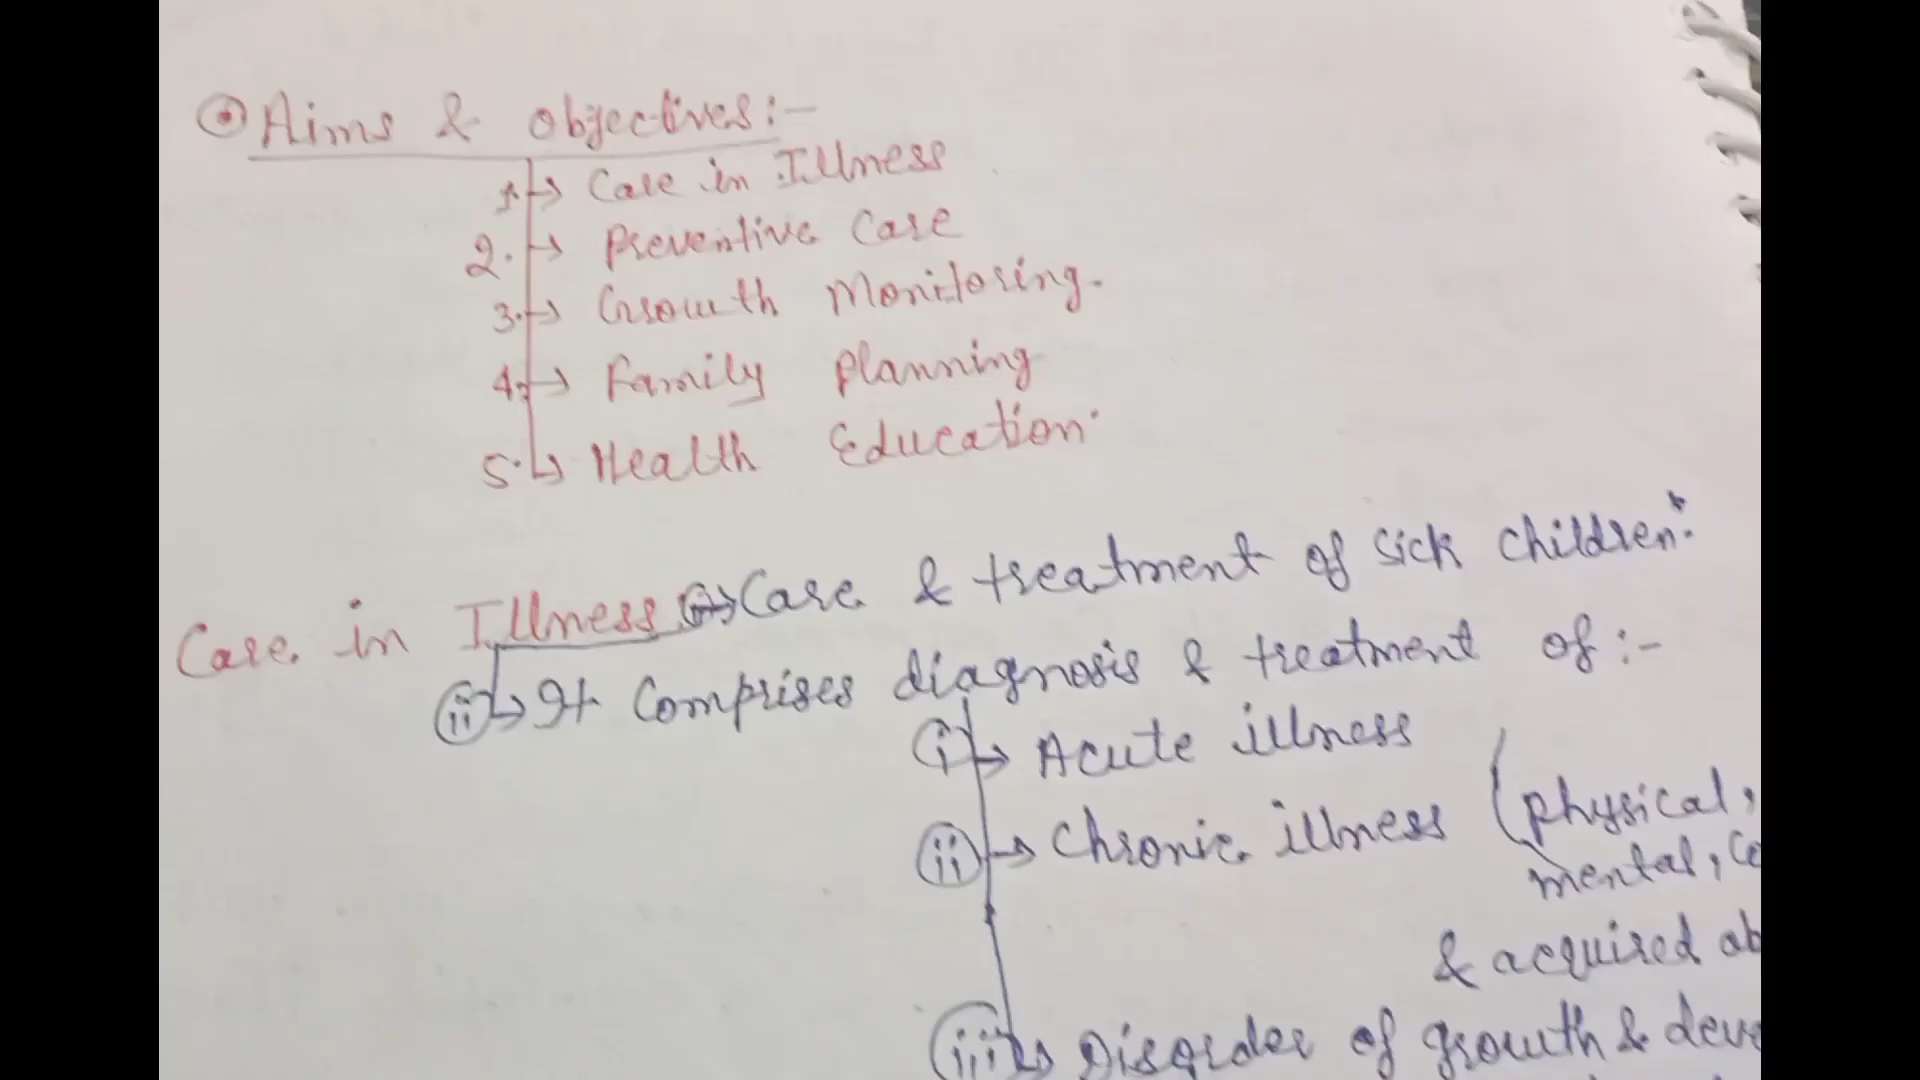 Aims & objectives:-
1. → Care in Illness
2. → Preventive Care
3. → Growth Monitoring.
4. → Family Planning
5. → Health Education.
Care in Illness → Care & treatment of sick children.
(ii) → It Comprises diagnosis & treatment of :-
(i) → Acute illness
(ii) → Chronic illness (physical,
mental,
& acquired
(iii) → Disorder of growth &